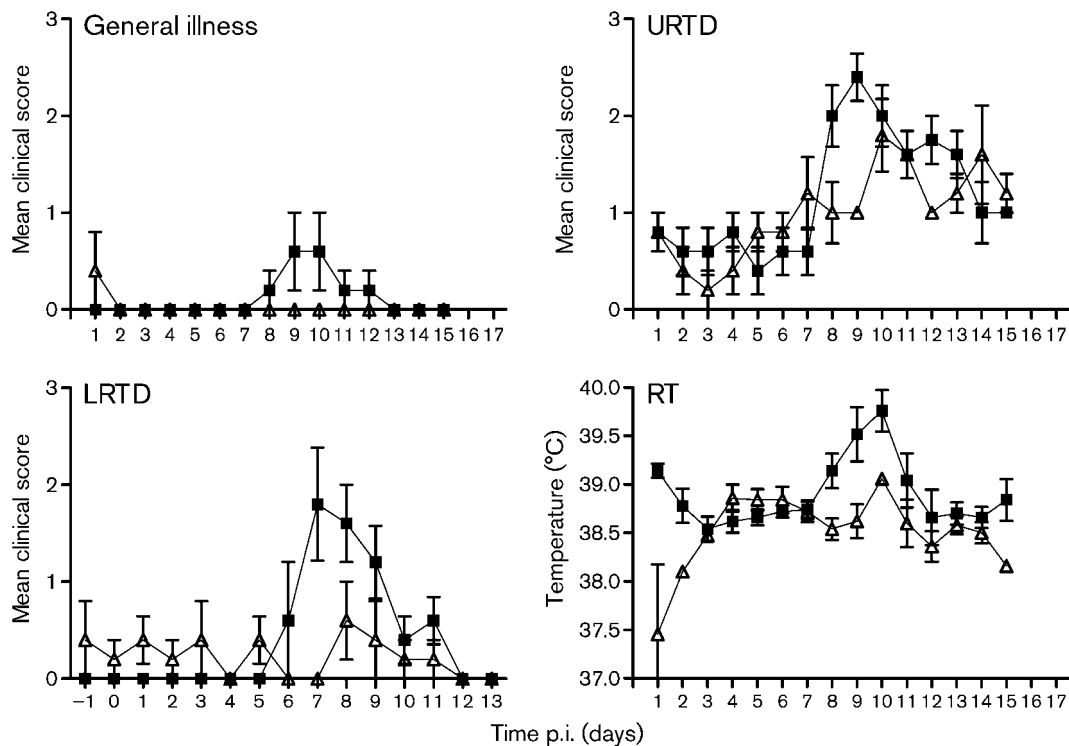 General illness
Mean clinical score
3
2
1
0
1 2 3 4 5 6 7 8 9 10 11 12 13 14 15 16 17
URTD
Mean clinical score
3
2
1
0
1 2 3 4 5 6 7 8 9 10 11 12 13 14 15 16 17
LRTD
Mean clinical score
3
2
1
0
−1 0 1 2 3 4 5 6 7 8 9 10 11 12 13
RT
Temperature (°C)
40.0
39.5
39.0
38.5
38.0
37.5
37.0
1 2 3 4 5 6 7 8 9 10 11 12 13 14 15 16 17
Time p.i. (days)